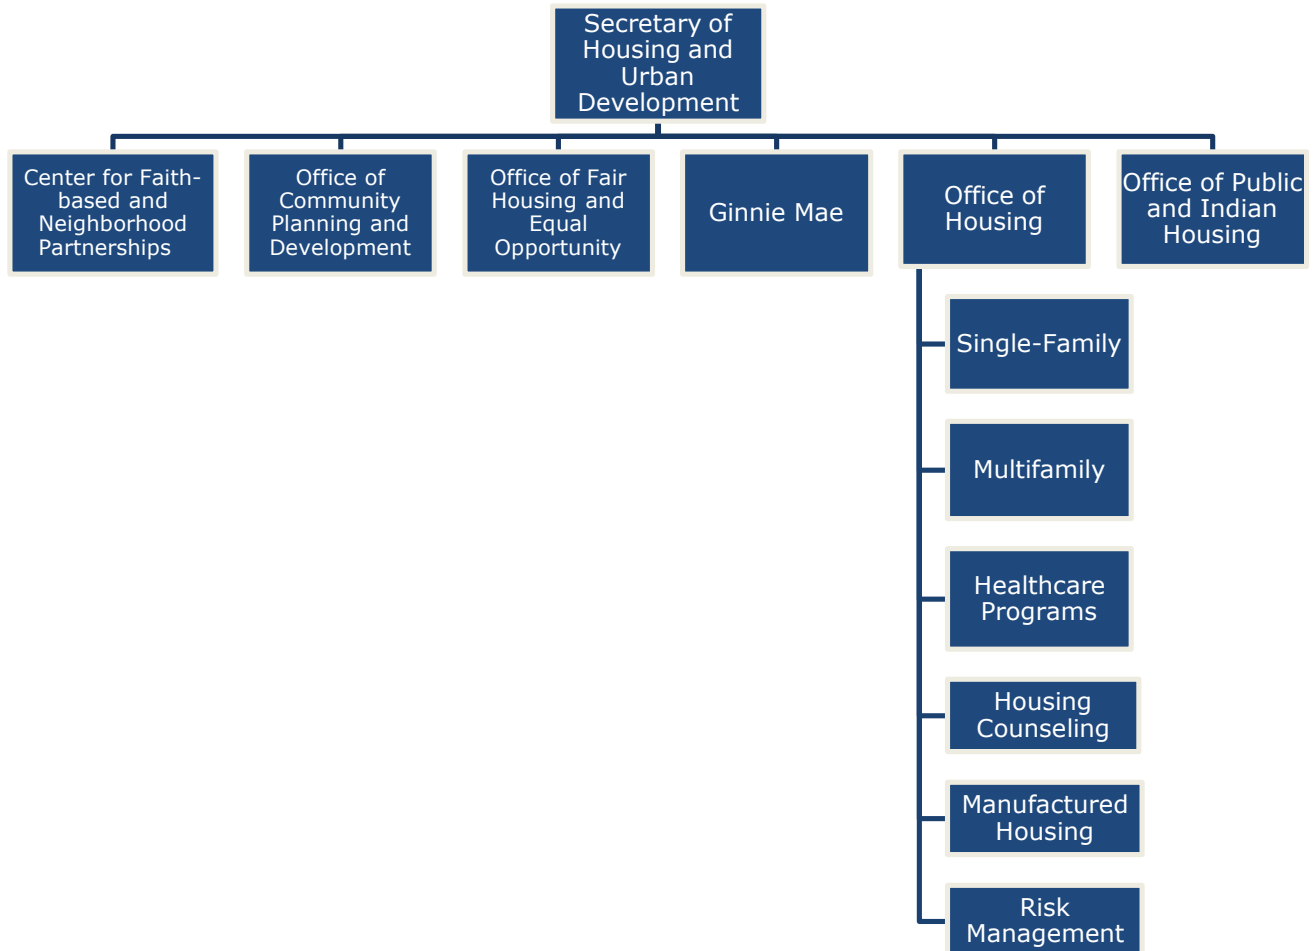 Secretary of
Housing and
Urban
Development
Center for Faith-
based and
Neighborhood
Partnerships
Office of
Community
Planning and
Development
Office of Fair
Housing and
Equal
Opportunity
Ginnie Mae
Office of
Housing
Office of Public
and Indian
Housing
Single-Family
Multifamily
Healthcare
Programs
Housing
Counseling
Manufactured
Housing
Risk
Management